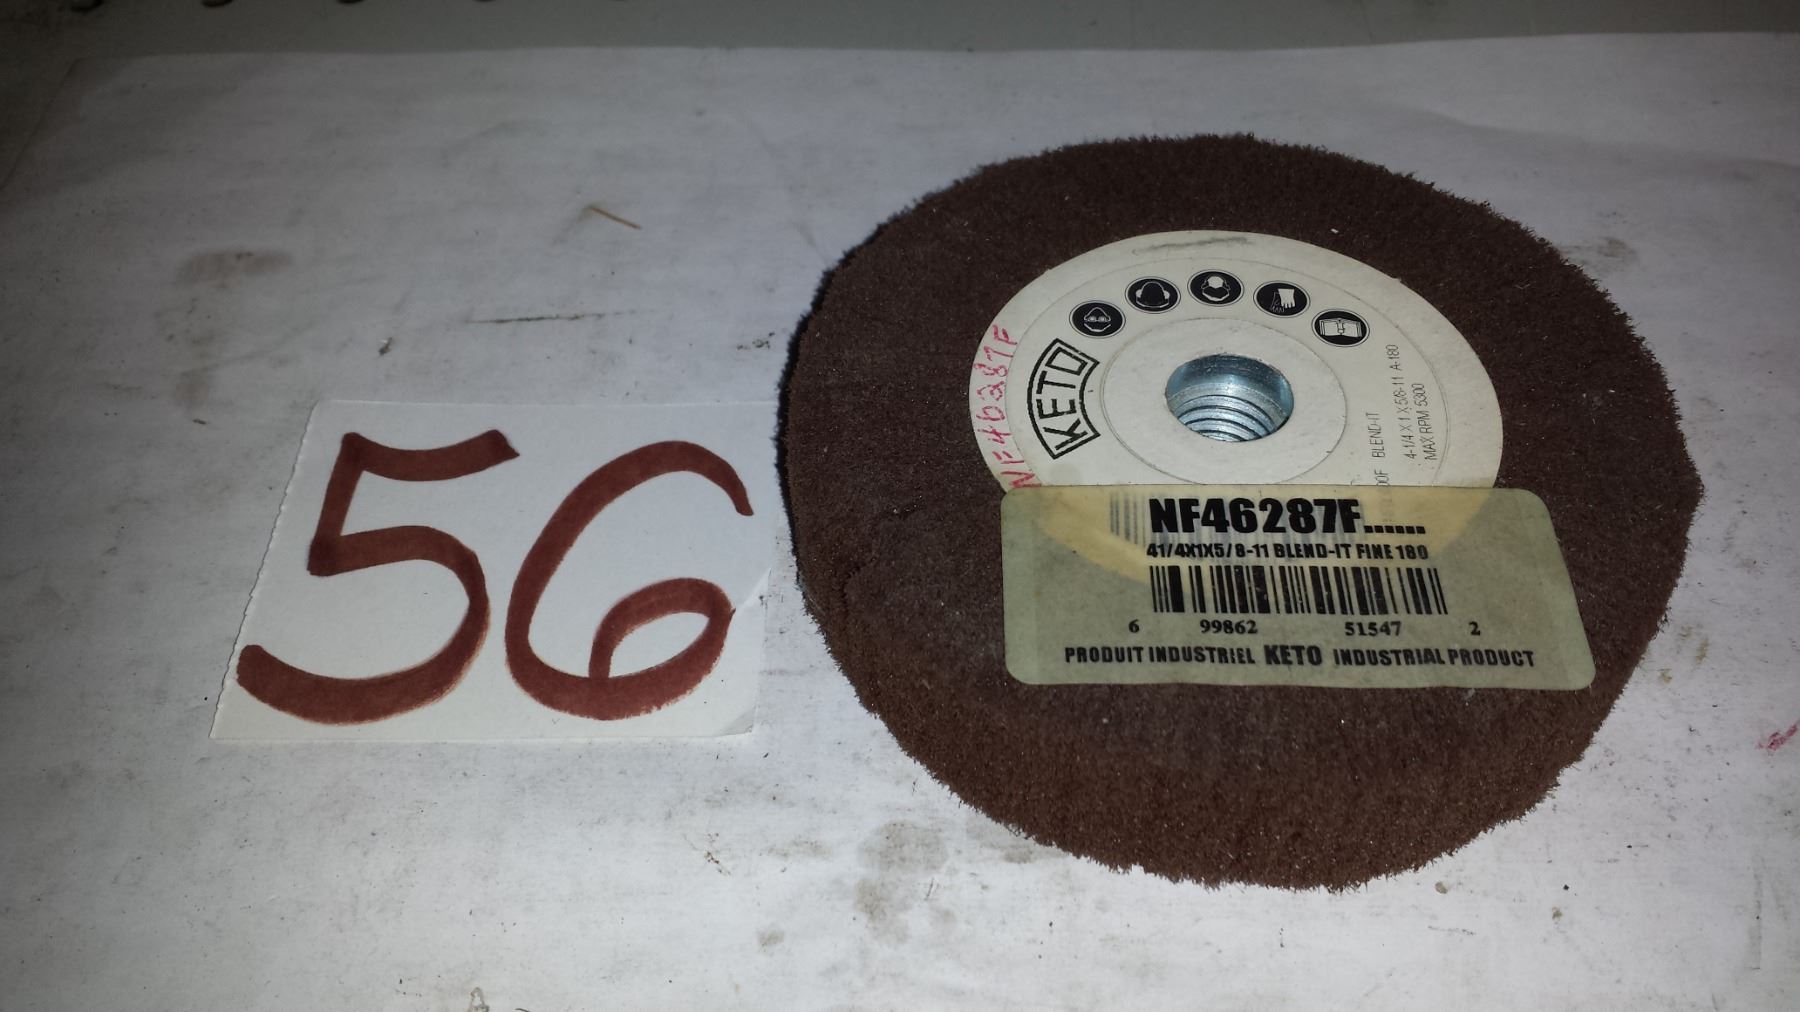 56
NF46287F
KETO
BLEND-IT
4-1/4 X 1 X 5/8-11 A-180
MAX RPM 5300
NF46287F......
41/4X1X5/8-11 BLEND-IT FINE 180
6 99862 51547 2
PRODUIT INDUSTRIEL KETO INDUSTRIAL PRODUCT